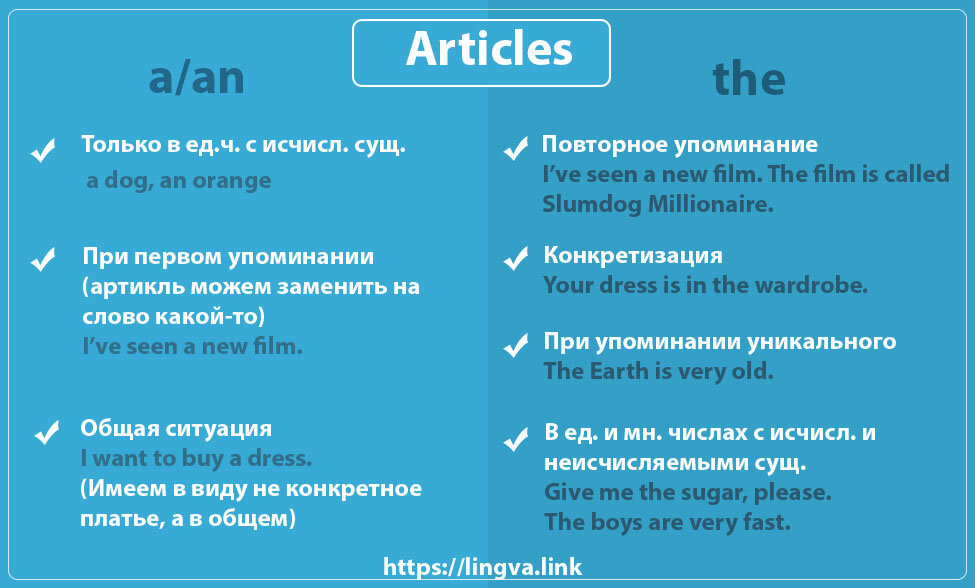 Articles
a/an
Только в ед.ч. с исчисл. сущ.
a dog, an orange
При первом упоминании
(артикль можем заменить на
слово какой-то)
I've seen a new film.
Общая ситуация
I want to buy a dress.
(Имеем в виду не конкретное
платье, а в общем)
the
Повторное упоминание
I've seen a new film. The film is called
Slumdog Millionaire.
Конкретизация
Your dress is in the wardrobe.
При упоминании уникального
The Earth is very old.
В ед. и мн. числах с исчисл. и
неисчисляемыми сущ.
Give me the sugar, please.
The boys are very fast.
https://lingva.link